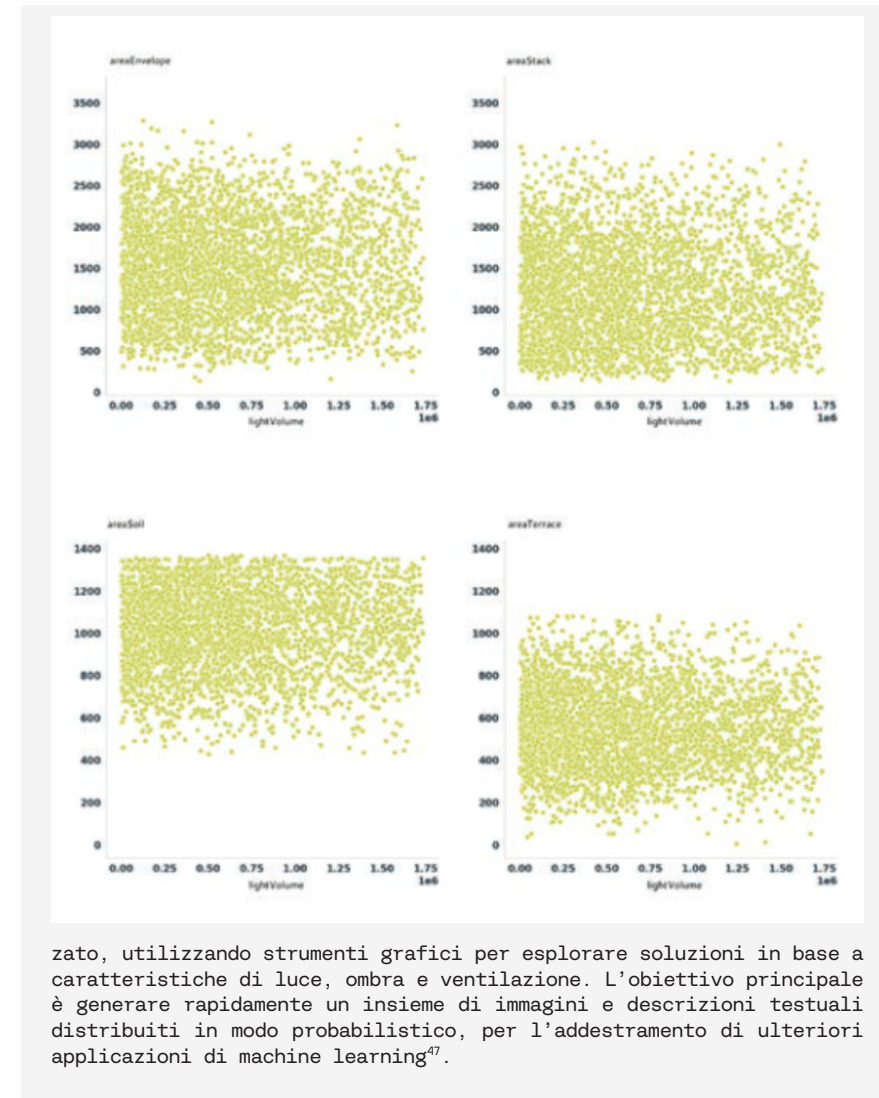 areaEnvelope
3500
3000
2500
2000
1500
1000
500
0
0.00 0.25 0.50 0.75 1.00 1.25 1.50 1.75
1e6
lightVolume
areaStack
3500
3000
2500
2000
1500
1000
500
0
0.00 0.25 0.50 0.75 1.00 1.25 1.50 1.75
1e6
lightVolume
areaSoil
1400
1200
1000
800
600
400
200
0
0.00 0.25 0.50 0.75 1.00 1.25 1.50 1.75
1e6
lightVolume
areaTerrace
1400
1200
1000
800
600
400
200
0
0.00 0.25 0.50 0.75 1.00 1.25 1.50 1.75
1e6
lightVolume
zato, utilizzando strumenti grafici per esplorare soluzioni in base a
caratteristiche di luce, ombra e ventilazione. L'obiettivo principale
è generare rapidamente un insieme di immagini e descrizioni testuali
distribuiti in modo probabilistico, per l'addestramento di ulteriori
applicazioni di machine learning⁴⁷.